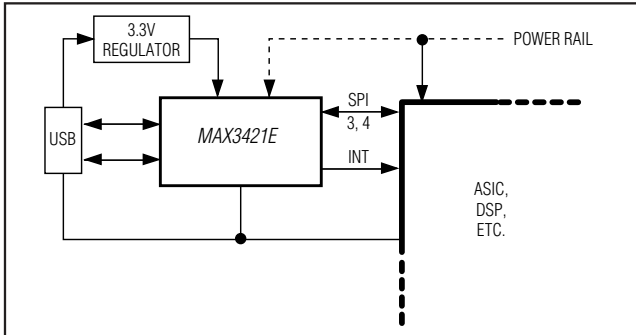 3.3V
REGULATOR
POWER RAIL
SPI
3, 4
USB
MAX3421E
INT
ASIC,
DSP,
ETC.